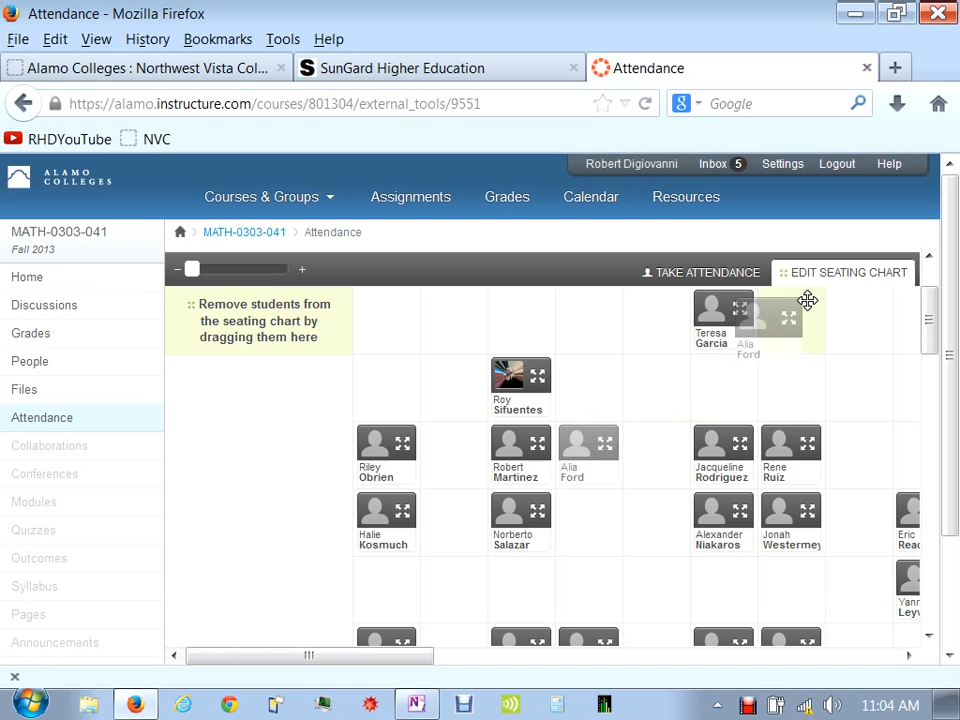 Attendance - Mozilla Firefox
File Edit View History Bookmarks Tools Help
Alamo Colleges : Northwest Vista Col... × SunGard Higher Education × Attendance × +
https://alamo.instructure.com/courses/801304/external_tools/9551 Google
RHDYouTube NVC
ALAMO
COLLEGES
Robert Digiovanni Inbox 5 Settings Logout Help
Courses & Groups Assignments Grades Calendar Resources
MATH-0303-041
Fall 2013
MATH-0303-041 Attendance
Home
Discussions
Grades
People
Files
Attendance
Collaborations
Conferences
Modules
Quizzes
Outcomes
Syllabus
Pages
Announcements
− + TAKE ATTENDANCE EDIT SEATING CHART
Remove students from
the seating chart by
dragging them here
Teresa
Garcia
Alia
Ford
Roy
Sifuentes
Riley
Obrien
Robert
Martinez
Alia
Ford
Jacqueline
Rodriguez
Rene
Ruiz
Halie
Kosmuch
Norberto
Salazar
Alexander
Niakaros
Jonah
Westermey
Eric
Reac
Yann
Leyv
×
11:04 AM